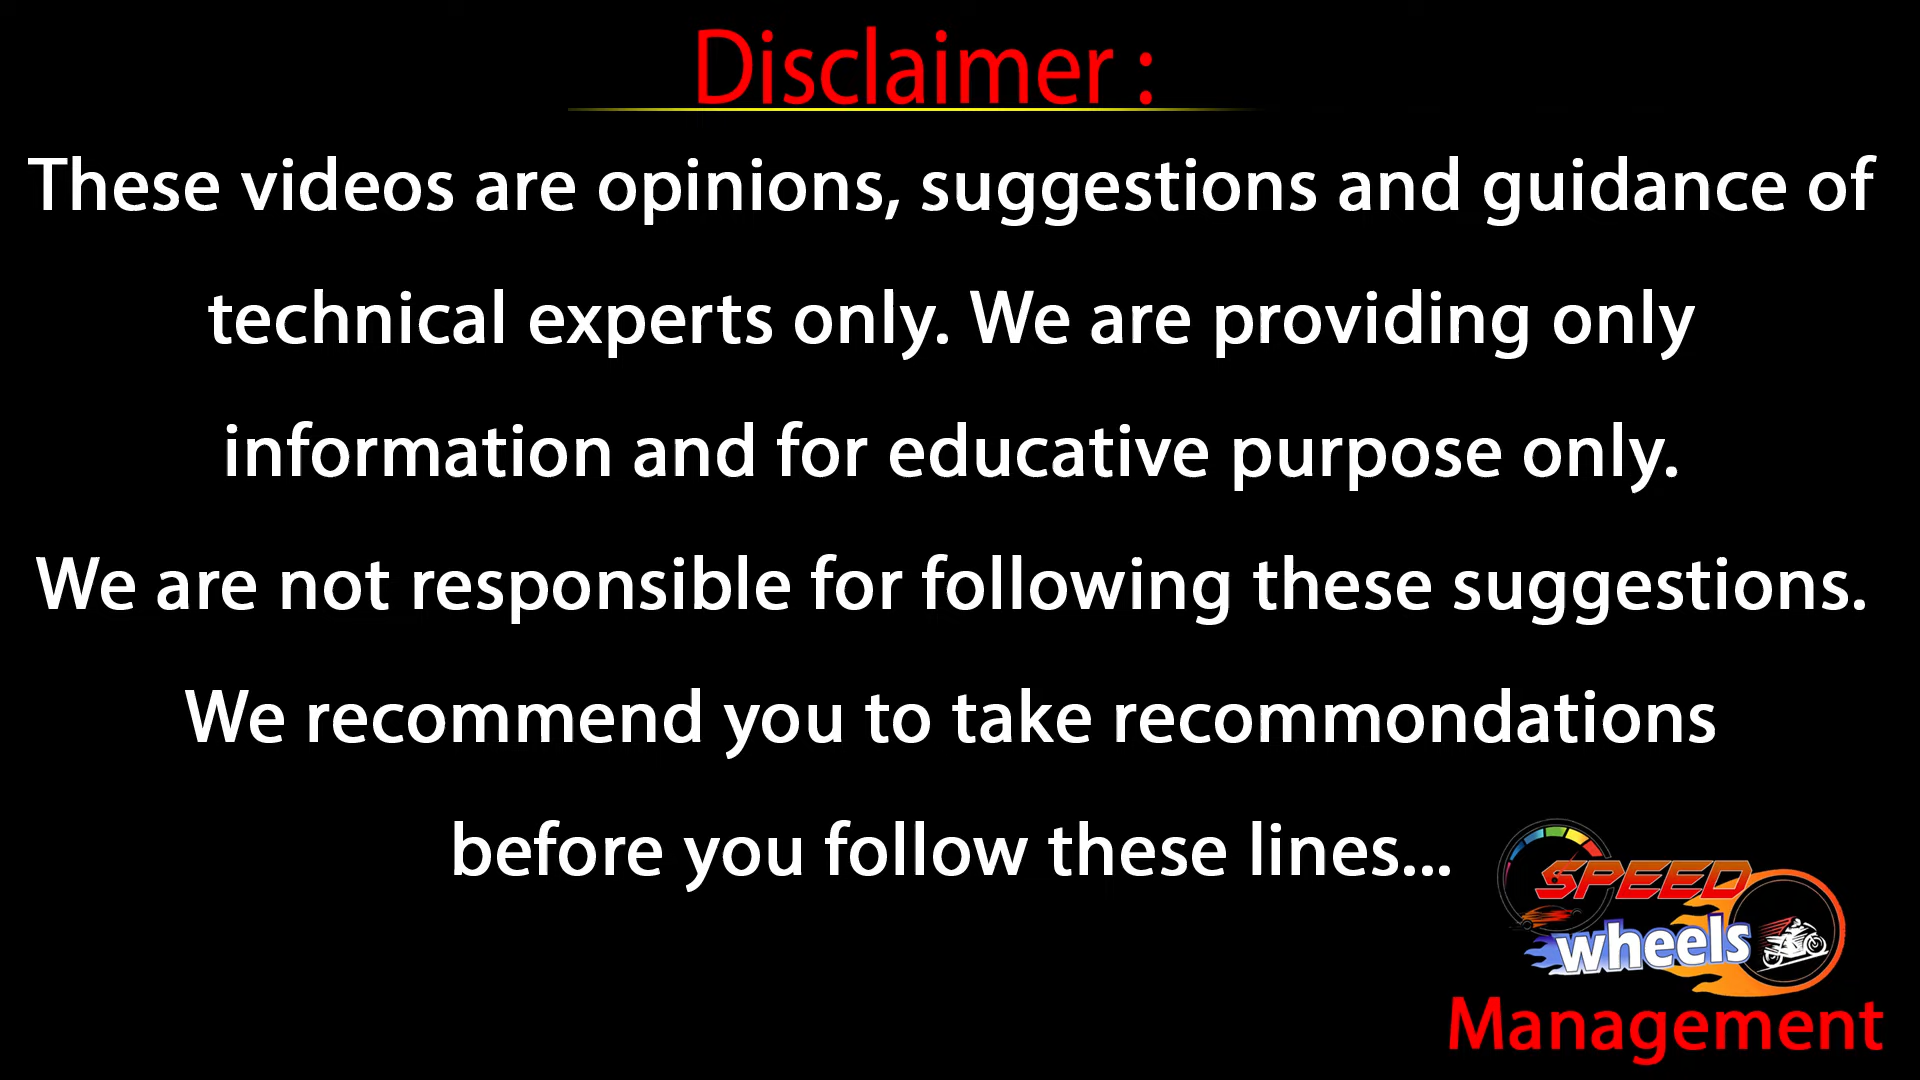 Disclaimer :
These videos are opinions, suggestions and guidance of
technical experts only. We are providing only
information and for educative purpose only.
We are not responsible for following these suggestions.
We recommend you to take recommondations
before you follow these lines...
SPEED
wheels
Management